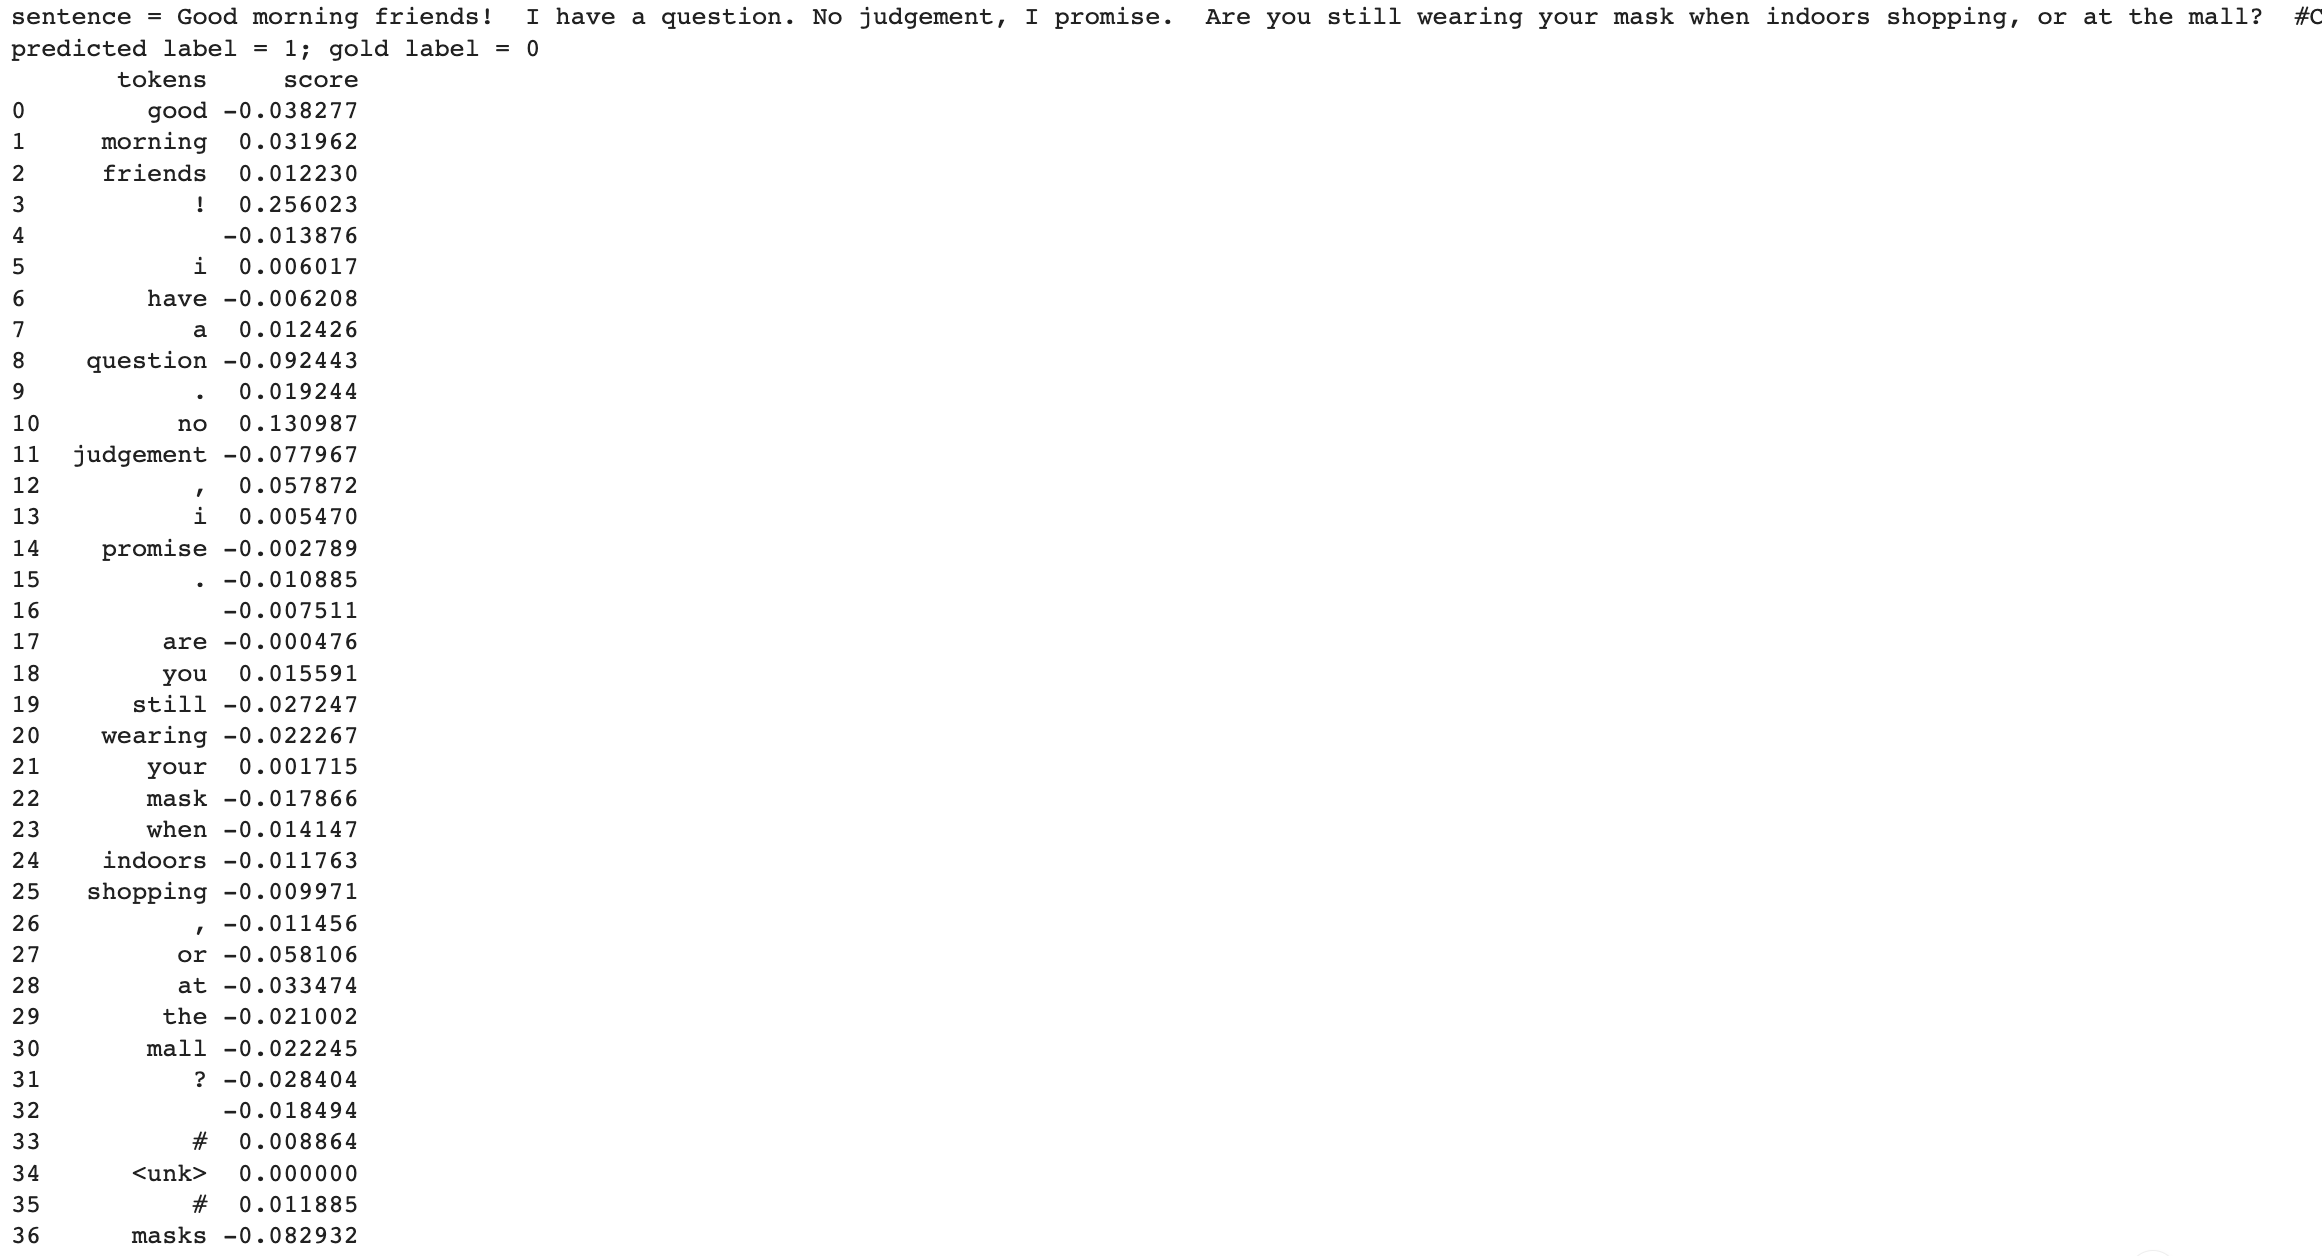 sentence = Good morning friends!  I have a question. No judgement, I promise.  Are you still wearing your mask when indoors shopping, or at the mall?  #C
predicted label = 1; gold label = 0
tokens score
0 good -0.038277
1 morning 0.031962
2 friends 0.012230
3 ! 0.256023
4 -0.013876
5 i 0.006017
6 have -0.006208
7 a 0.012426
8 question -0.092443
9 . 0.019244
10 no 0.130987
11 judgement -0.077967
12 , 0.057872
13 i 0.005470
14 promise -0.002789
15 . -0.010885
16 -0.007511
17 are -0.000476
18 you 0.015591
19 still -0.027247
20 wearing -0.022267
21 your 0.001715
22 mask -0.017866
23 when -0.014147
24 indoors -0.011763
25 shopping -0.009971
26 , -0.011456
27 or -0.058106
28 at -0.033474
29 the -0.021002
30 mall -0.022245
31 ? -0.028404
32 -0.018494
33 # 0.008864
34 <unk> 0.000000
35 # 0.011885
36 masks -0.082932